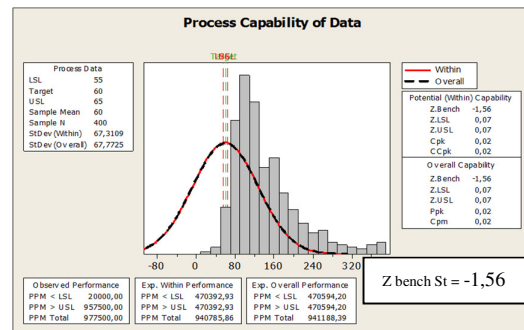 Process Capability of Data
Process Data
LSL 55
Target 60
USL 65
Sample Mean 60
Sample N 400
StDev (Within) 67,3109
StDev (Overall) 67,7725
Within
Overall
Potential (Within) Capability
Z.Bench -1,56
Z.LSL 0,07
Z.USL 0,07
Cpk 0,02
CCpk 0,02
Overall Capability
Z.Bench -1,56
Z.LSL 0,07
Z.USL 0,07
Ppk 0,02
Cpm 0,02
-80 0 80 160 240 320
Z bench St = -1,56
Observed Performance
PPM < LSL 20000,00
PPM > USL 957500,00
PPM Total 977500,00
Exp. Within Performance
PPM < LSL 470392,93
PPM > USL 470392,93
PPM Total 940785,86
Exp. Overall Performance
PPM < LSL 470594,20
PPM > USL 470594,20
PPM Total 941188,39